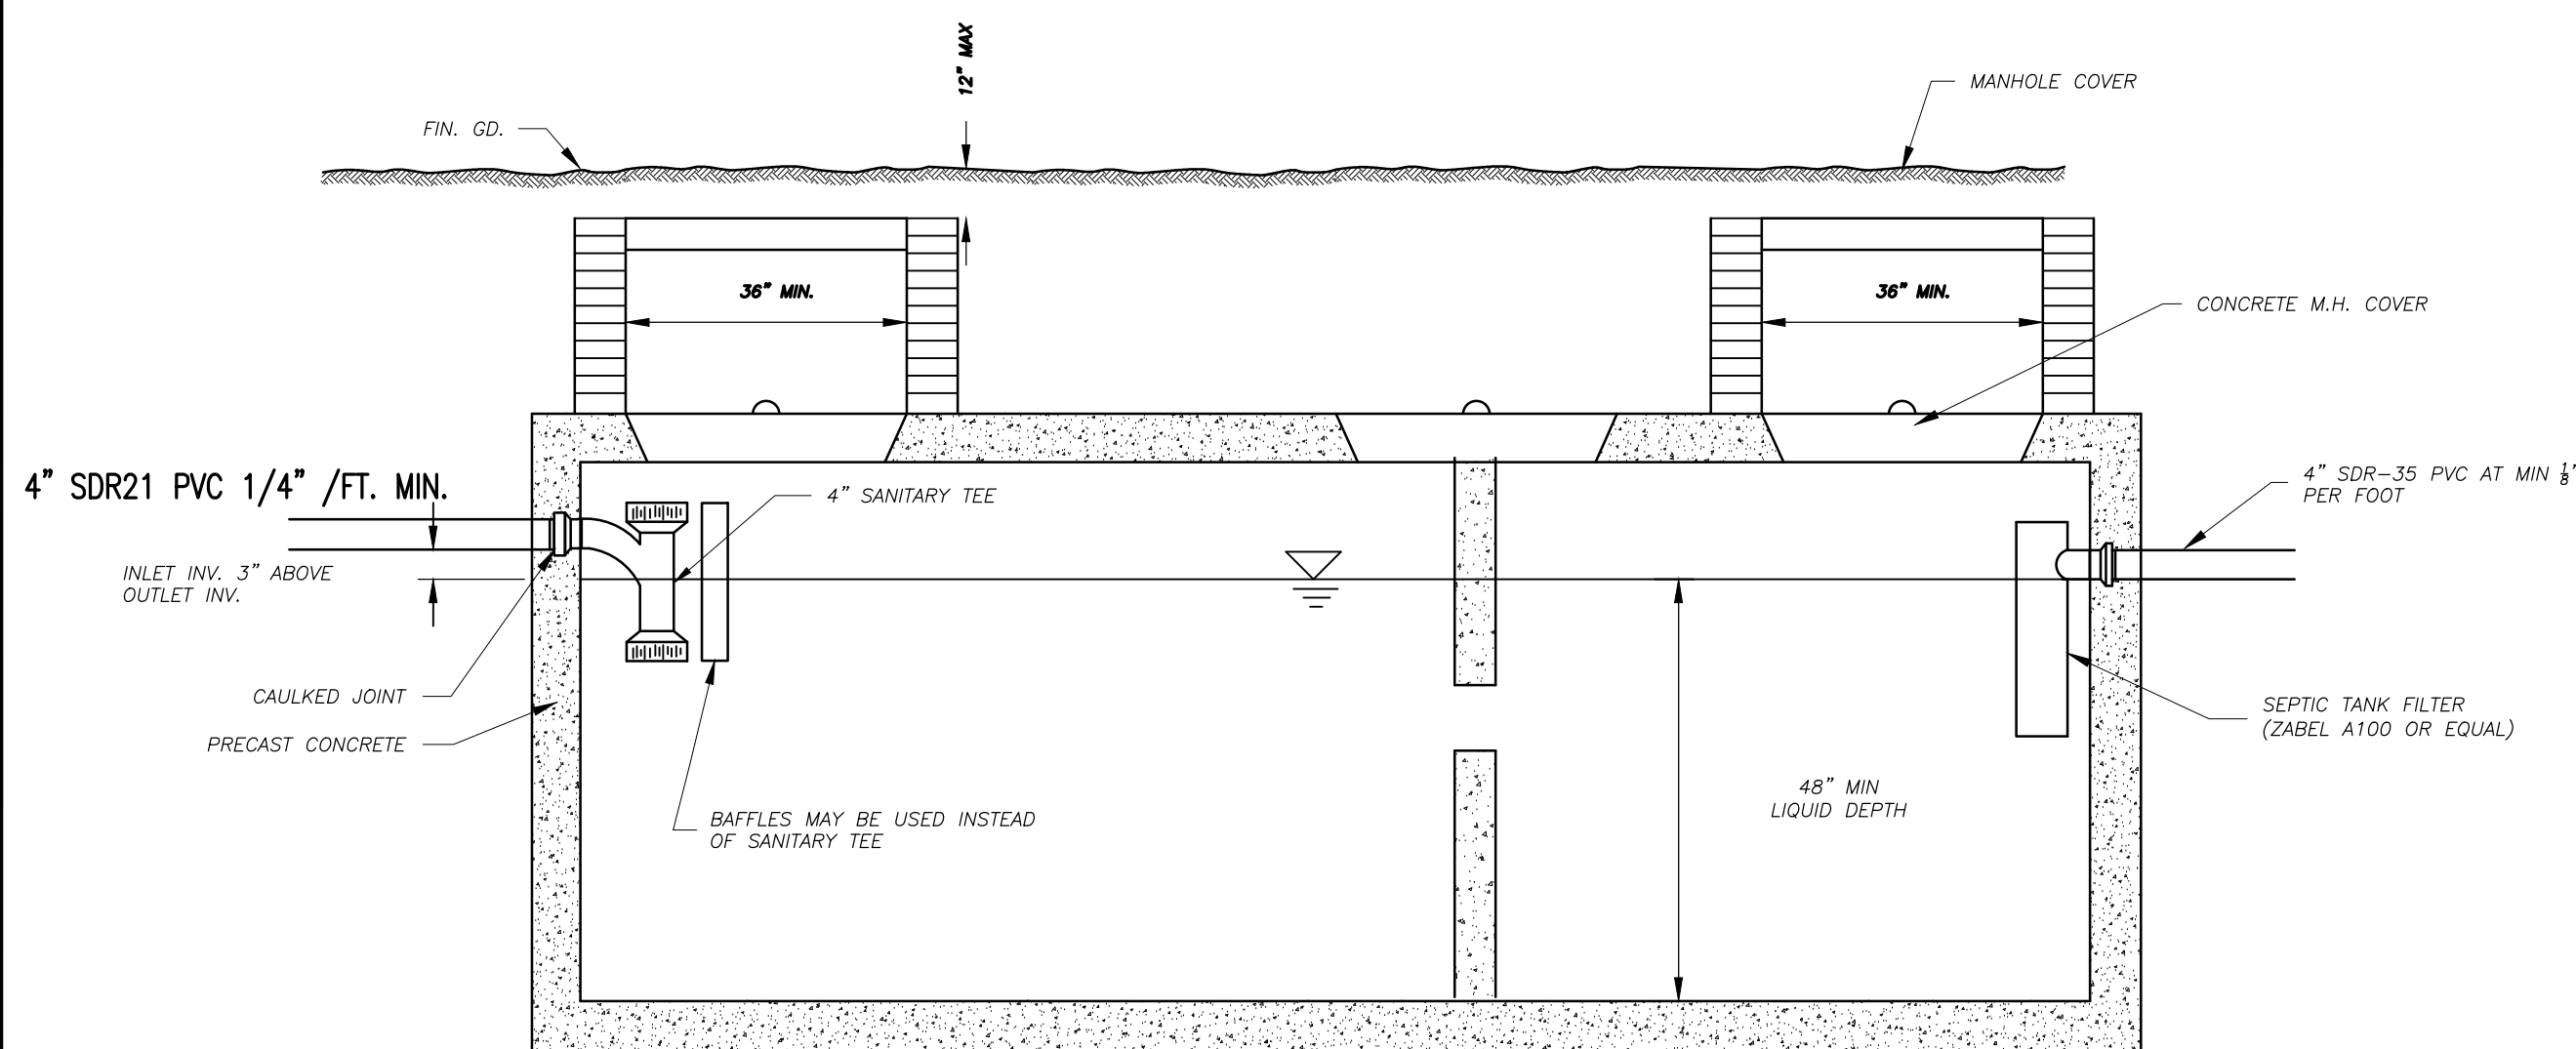 12" MAX
MANHOLE COVER
FIN. GD.
36" MIN.
36" MIN.
CONCRETE M.H. COVER
4" SDR21 PVC 1/4" /FT. MIN.
4" SANITARY TEE
4" SDR-35 PVC AT MIN 1/8"
PER FOOT
INLET INV. 3" ABOVE
OUTLET INV.
CAULKED JOINT
PRECAST CONCRETE
SEPTIC TANK FILTER
(ZABEL A100 OR EQUAL)
48" MIN
LIQUID DEPTH
BAFFLES MAY BE USED INSTEAD
OF SANITARY TEE